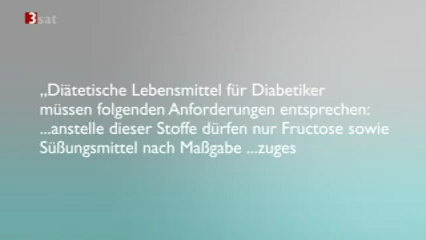 3sat
„Diätetische Lebensmittel für Diabetiker
müssen folgenden Anforderungen entsprechen:
...anstelle dieser Stoffe dürfen nur Fructose sowie
Süßungsmittel nach Maßgabe ...zuges